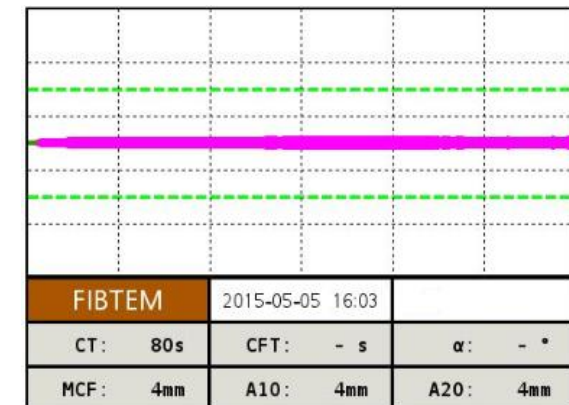 FIBTEM 2015-05-05 16:03
CT: 80s CFT: - s α: - °
MCF: 4mm A10: 4mm A20: 4mm